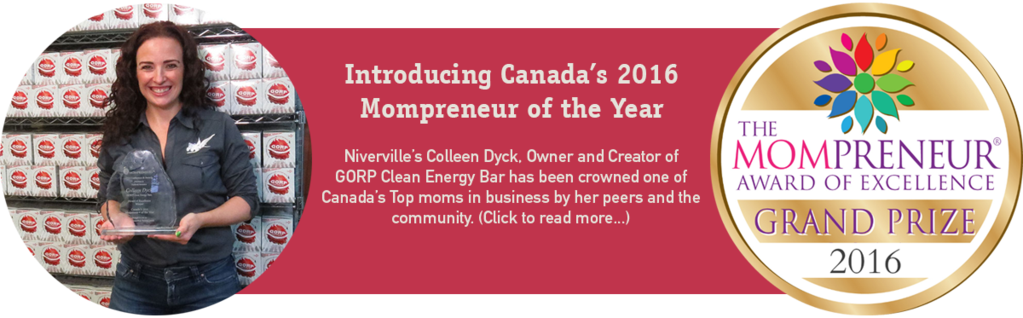 Introducing Canada's 2016
Mompreneur of the Year
Niverville's Colleen Dyck, Owner and Creator of
GORP Clean Energy Bar has been crowned one of
Canada's Top moms in business by her peers and the
community. (Click to read more...)
THE
MOMPRENEUR®
AWARD OF EXCELLENCE
GRAND PRIZE
2016
GORP